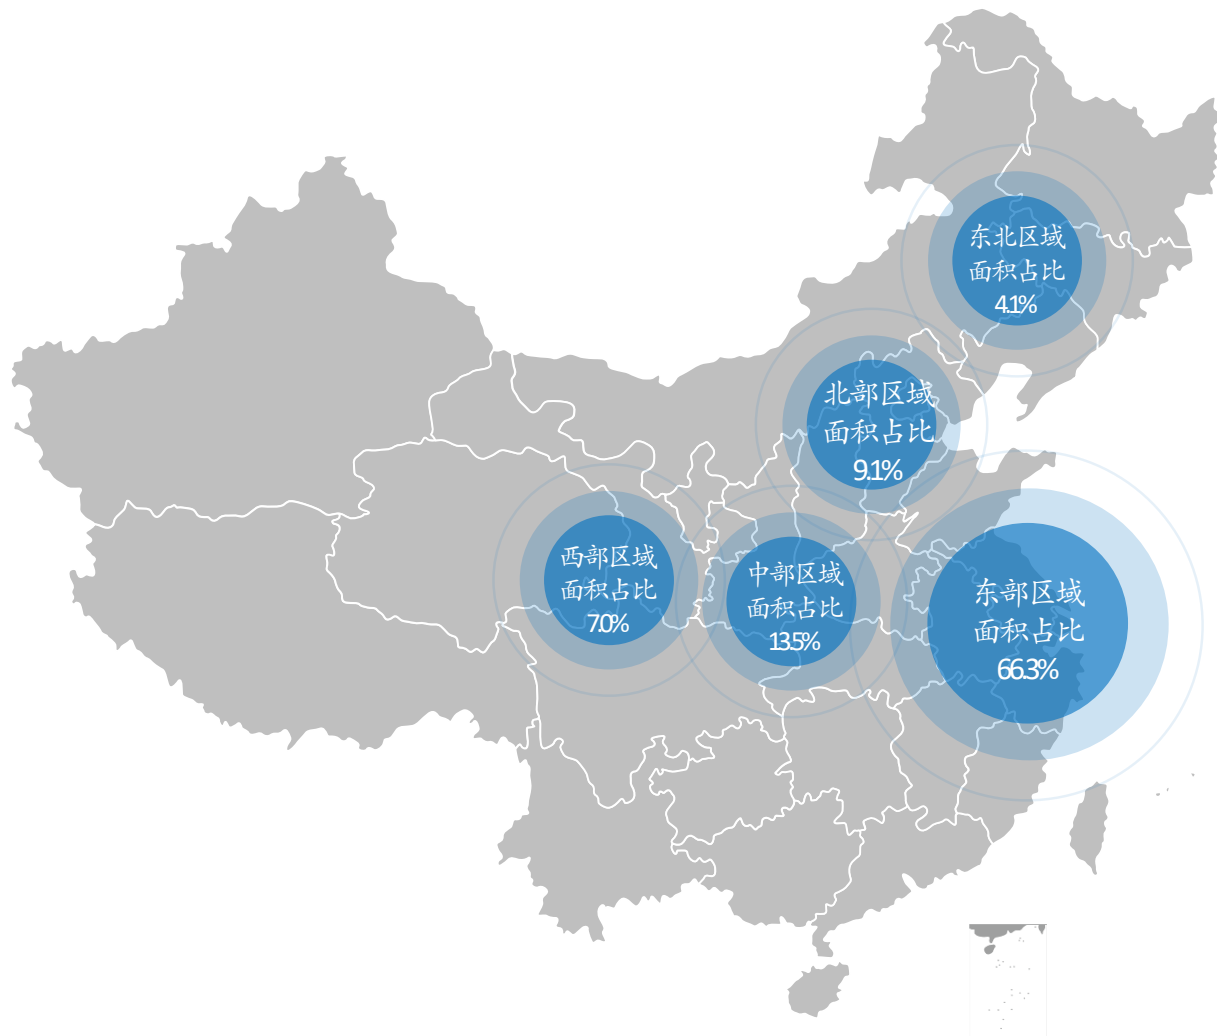 东北区域
面积占比
4.1%
北部区域
面积占比
9.1%
西部区域
面积占比
7.0%
中部区域
面积占比
13.5%
东部区域
面积占比
66.3%